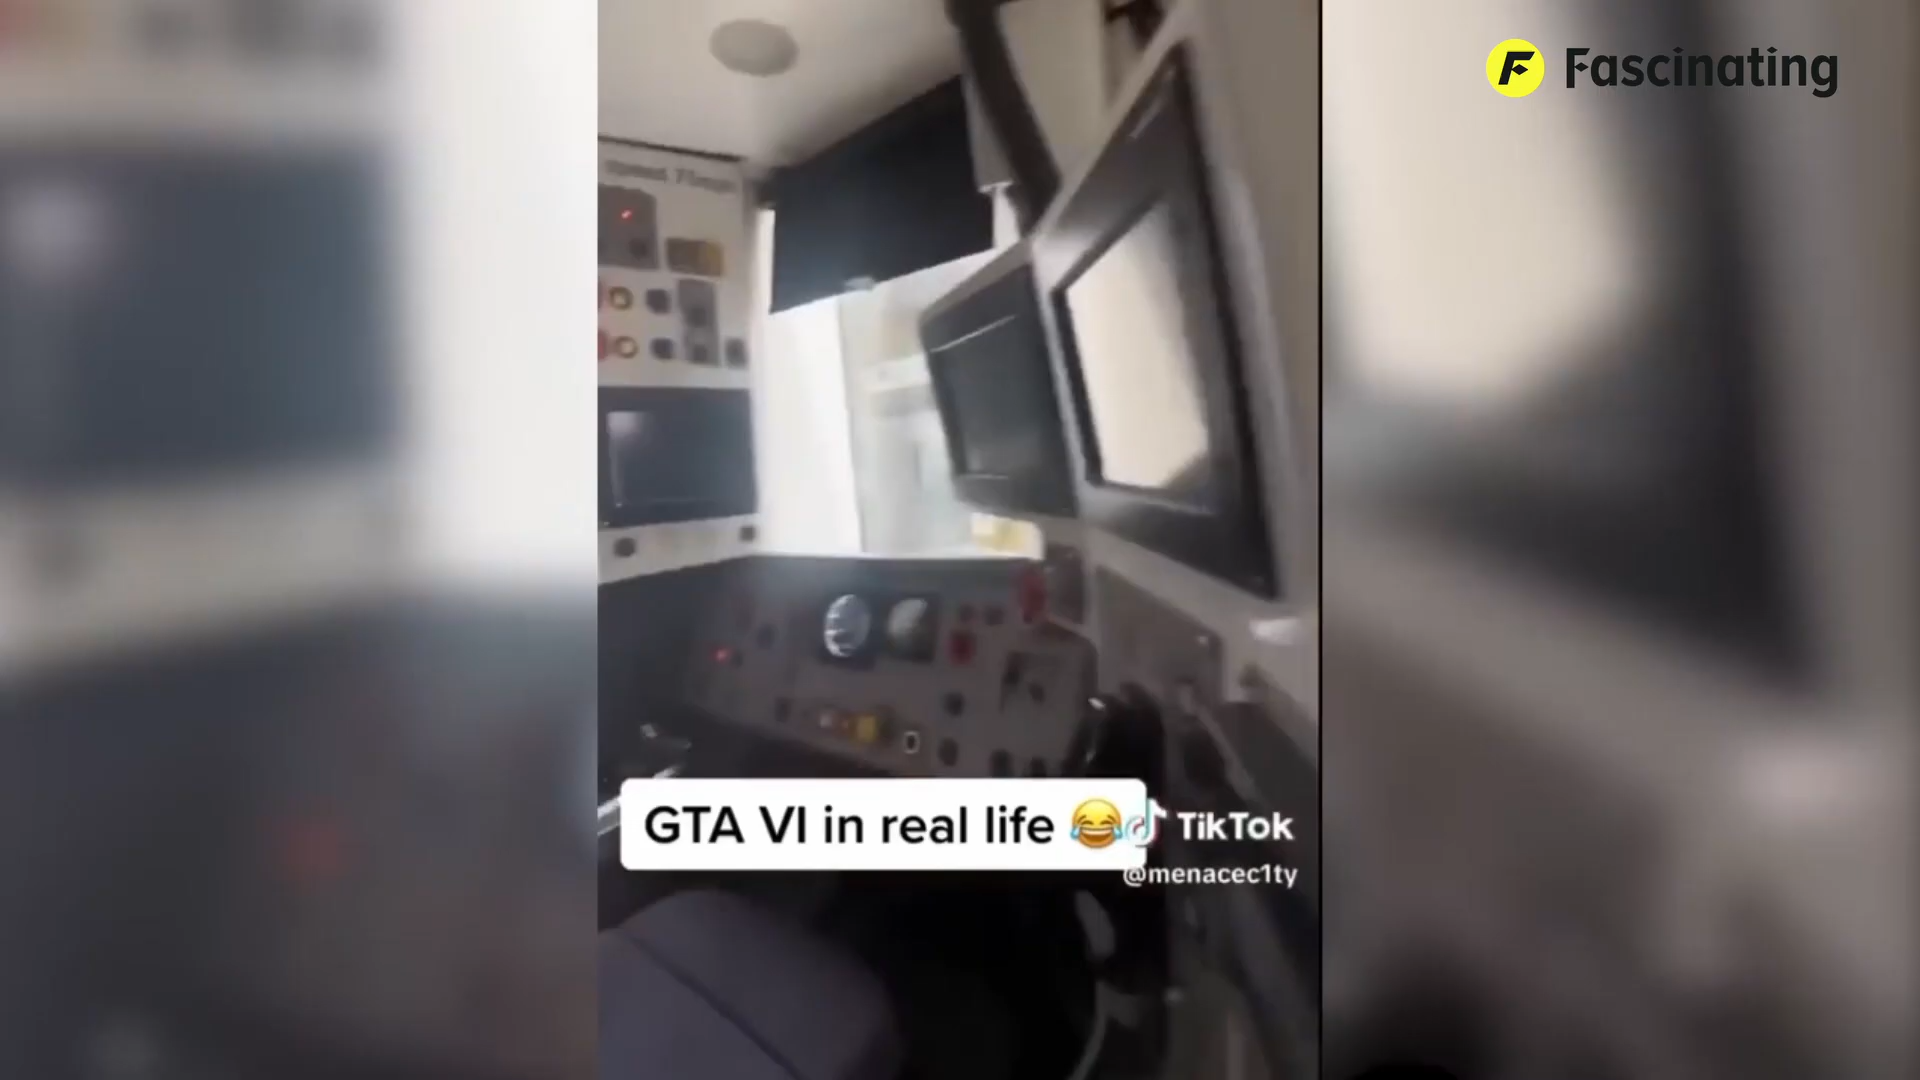 Fascinating
GTA VI in real life 😂
TikTok
@menacec1ty